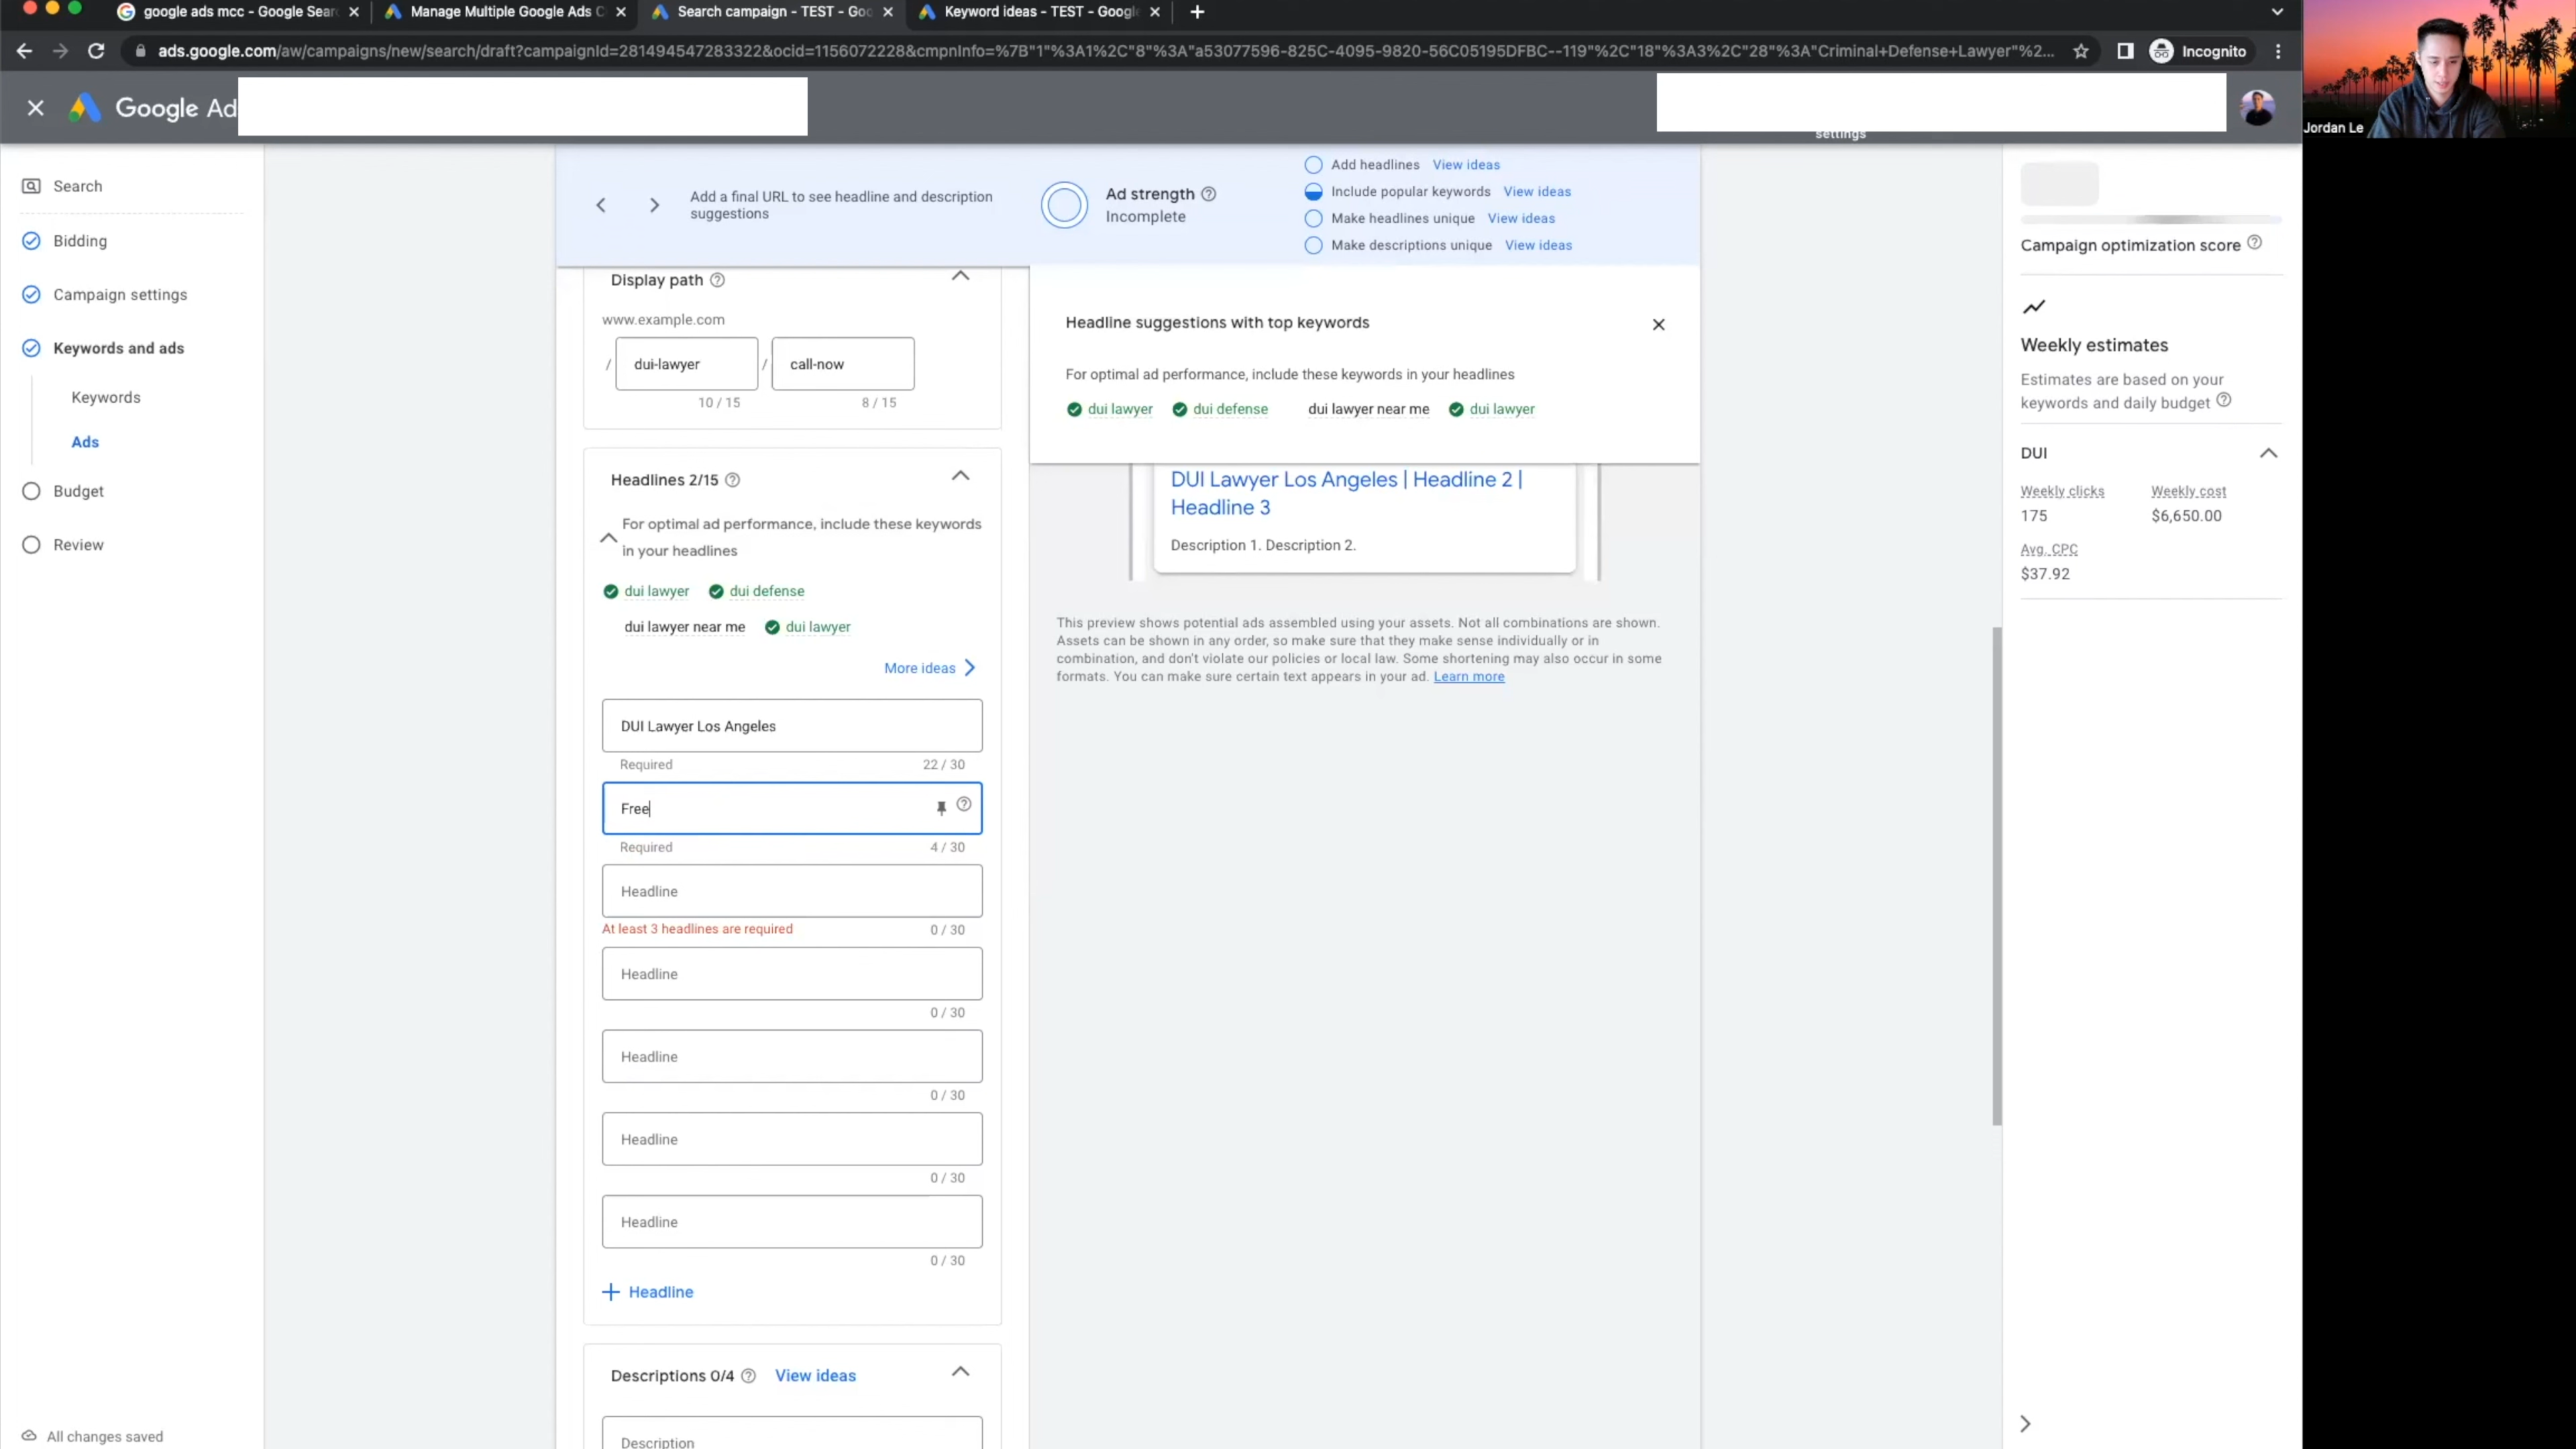 google ads mcc - Google Sear
Manage Multiple Google Ads C
Search campaign - TEST - Goo
Keyword ideas - TEST - Google
ads.google.com/aw/campaigns/new/search/draft?campaignId=281494547283322&ocid=1156072228&cmpnInfo=%7B"1"%3A1%2C"8"%3A"a53077596-825C-4095-9820-56C05195DFBC--119"%2C"18"%3A3%2C"28"%3A"Criminal+Defense+Lawyer"%2...
Incognito
Google Ad
settings
Jordan Le
Search
Bidding
Campaign settings
Keywords and ads
Keywords
Ads
Budget
Review
All changes saved
Add a final URL to see headline and description
suggestions
Ad strength
Incomplete
Add headlines View ideas
Include popular keywords View ideas
Make headlines unique View ideas
Make descriptions unique View ideas
Display path
www.example.com
/ dui-lawyer / call-now
10 / 15 8 / 15
Headlines 2/15
For optimal ad performance, include these keywords
in your headlines
dui lawyer dui defense
dui lawyer near me dui lawyer
More ideas
DUI Lawyer Los Angeles
Required 22 / 30
Free
Required 4 / 30
Headline
At least 3 headlines are required 0 / 30
Headline
0 / 30
Headline
0 / 30
Headline
0 / 30
Headline
0 / 30
+ Headline
Descriptions 0/4 View ideas
Description
Headline suggestions with top keywords
For optimal ad performance, include these keywords in your headlines
dui lawyer dui defense dui lawyer near me dui lawyer
DUI Lawyer Los Angeles | Headline 2 |
Headline 3
Description 1. Description 2.
This preview shows potential ads assembled using your assets. Not all combinations are shown.
Assets can be shown in any order, so make sure that they make sense individually or in
combination, and don't violate our policies or local law. Some shortening may also occur in some
formats. You can make sure certain text appears in your ad. Learn more
Campaign optimization score
Weekly estimates
Estimates are based on your
keywords and daily budget
DUI
Weekly clicks Weekly cost
175 $6,650.00
Avg. CPC
$37.92